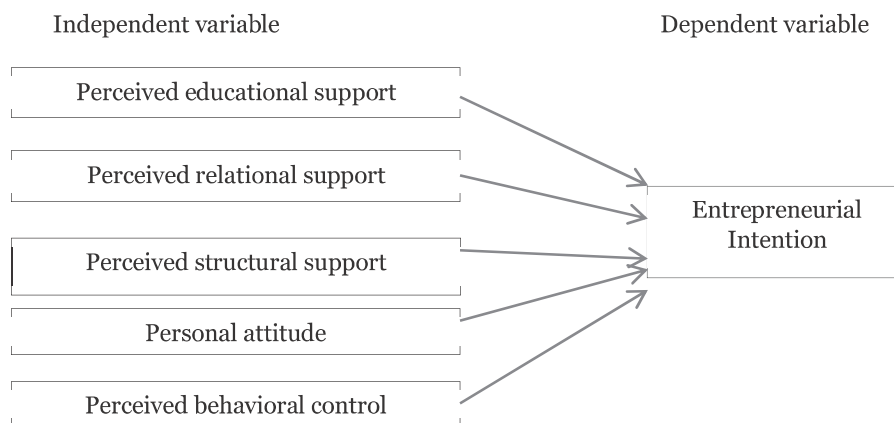 Independent variable
Dependent variable
Perceived educational support
Perceived relational support
Entrepreneurial
Intention
Perceived structural support
Personal attitude
Perceived behavioral control